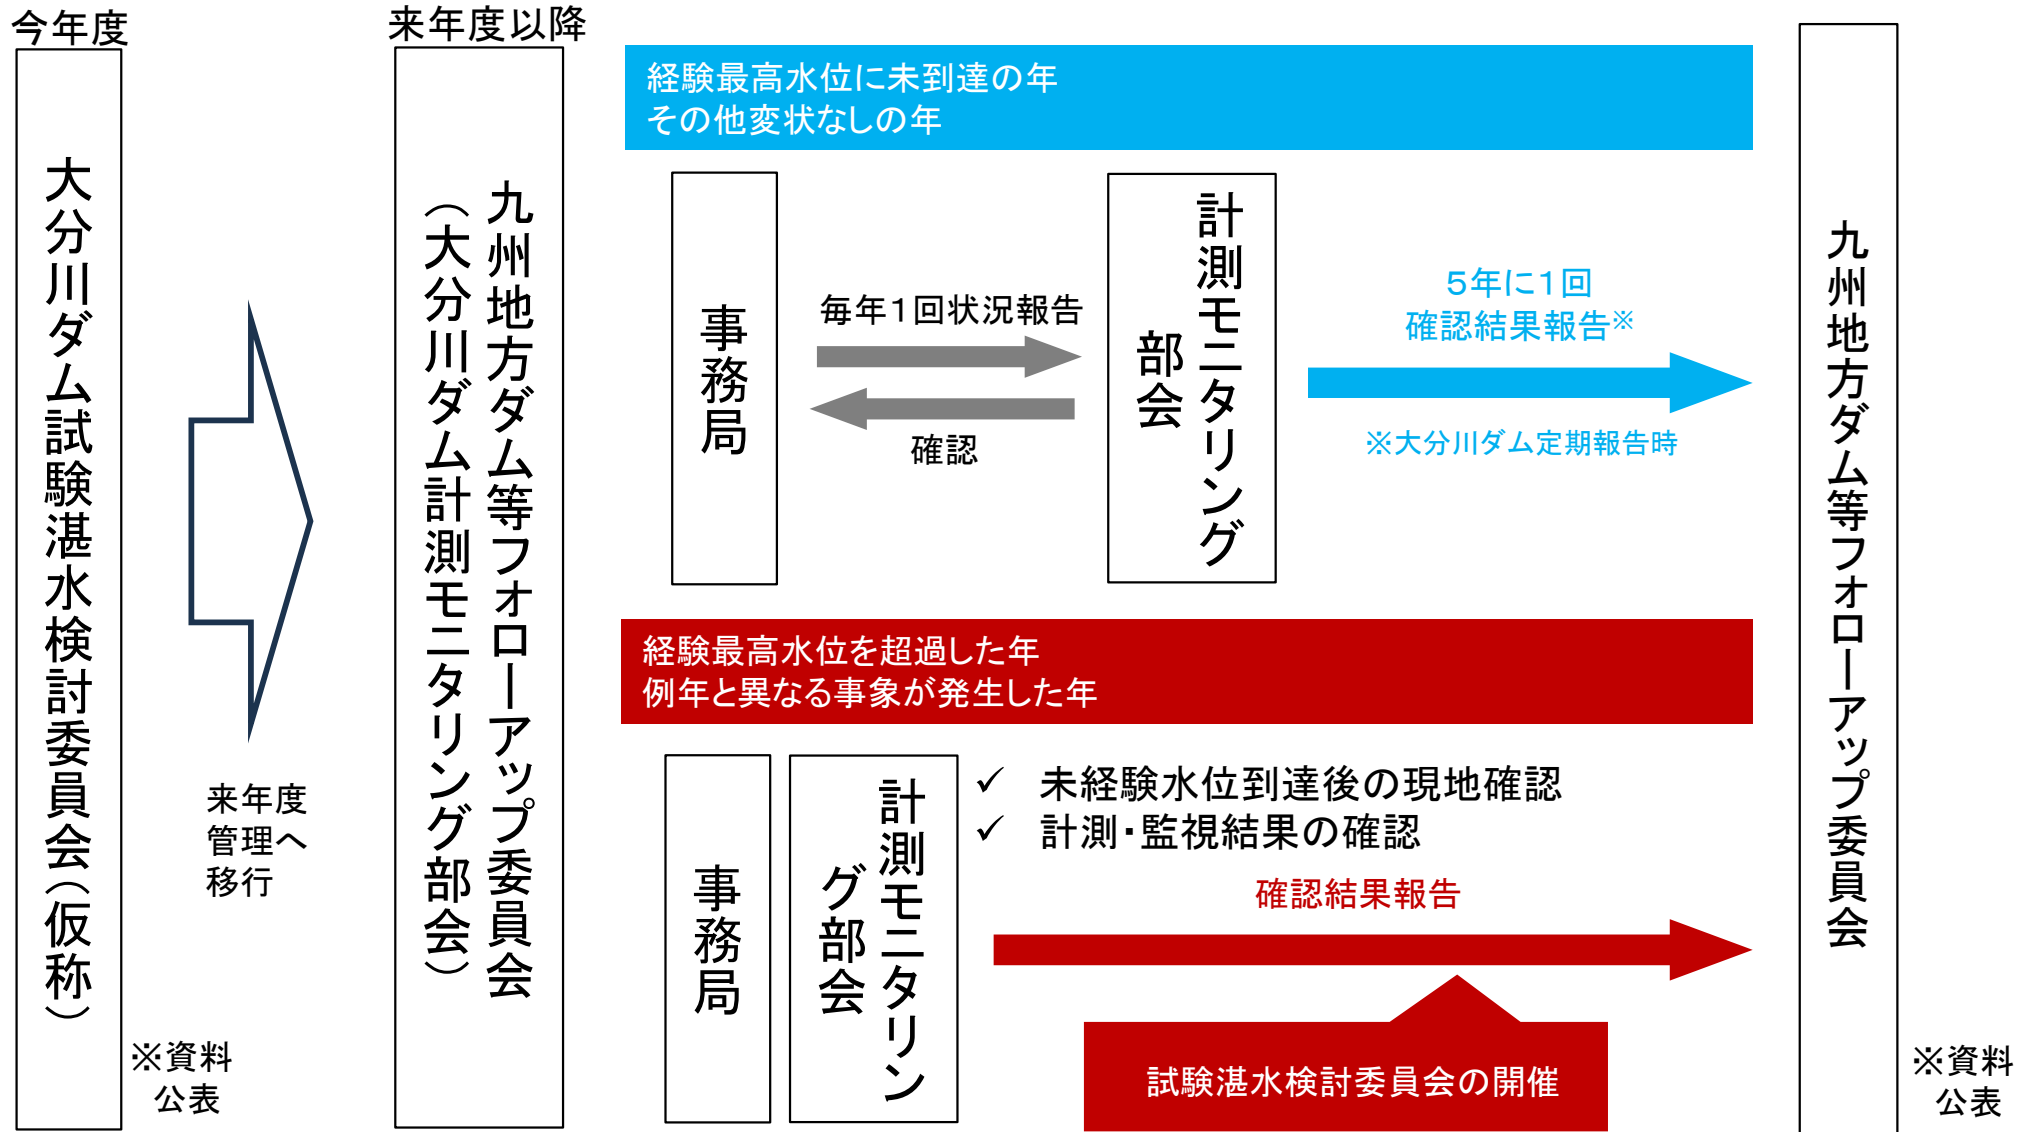 今年度
大分川ダム試験湛水検討委員会(仮称)
※資料
公表
来年度
管理へ
移行
来年度以降
九州地方ダム等フォローアップ委員会
(大分川ダム計測モニタリング部会)
経験最高水位に未到達の年
その他変状なしの年
事務局
毎年1回状況報告
確認
計測モニタリング
部会
5年に1回
確認結果報告※
※大分川ダム定期報告時
経験最高水位を超過した年
例年と異なる事象が発生した年
事務局
計測モニタリン
グ部会
✓ 未経験水位到達後の現地確認
✓ 計測・監視結果の確認
確認結果報告
試験湛水検討委員会の開催
九州地方ダム等フォローアップ委員会
※資料
公表